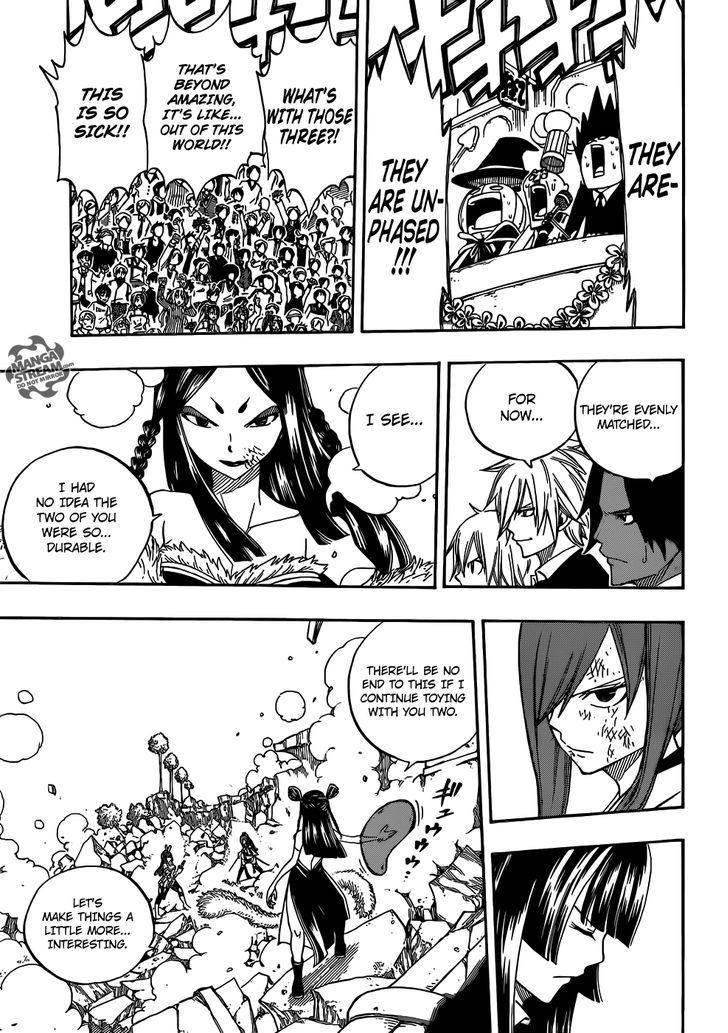 THEY
ARE-
THEY
ARE UN-
PHASED
!!!
WHAT'S
WITH THOSE
THREE?!
THAT'S
BEYOND
AMAZING,
IT'S LIKE...
OUT OF THIS
WORLD!!
THIS
IS SO
SICK!!
MANGA
STREAM.com
DO NOT MIRROR
THEY'RE EVENLY
MATCHED...
FOR
NOW...
I SEE...
I HAD
NO IDEA THE
TWO OF YOU
WERE SO...
DURABLE.
THERE'LL BE NO
END TO THIS IF I
CONTINUE TOYING
WITH YOU TWO.
LET'S
MAKE THINGS
A LITTLE
MORE...
INTERESTING.